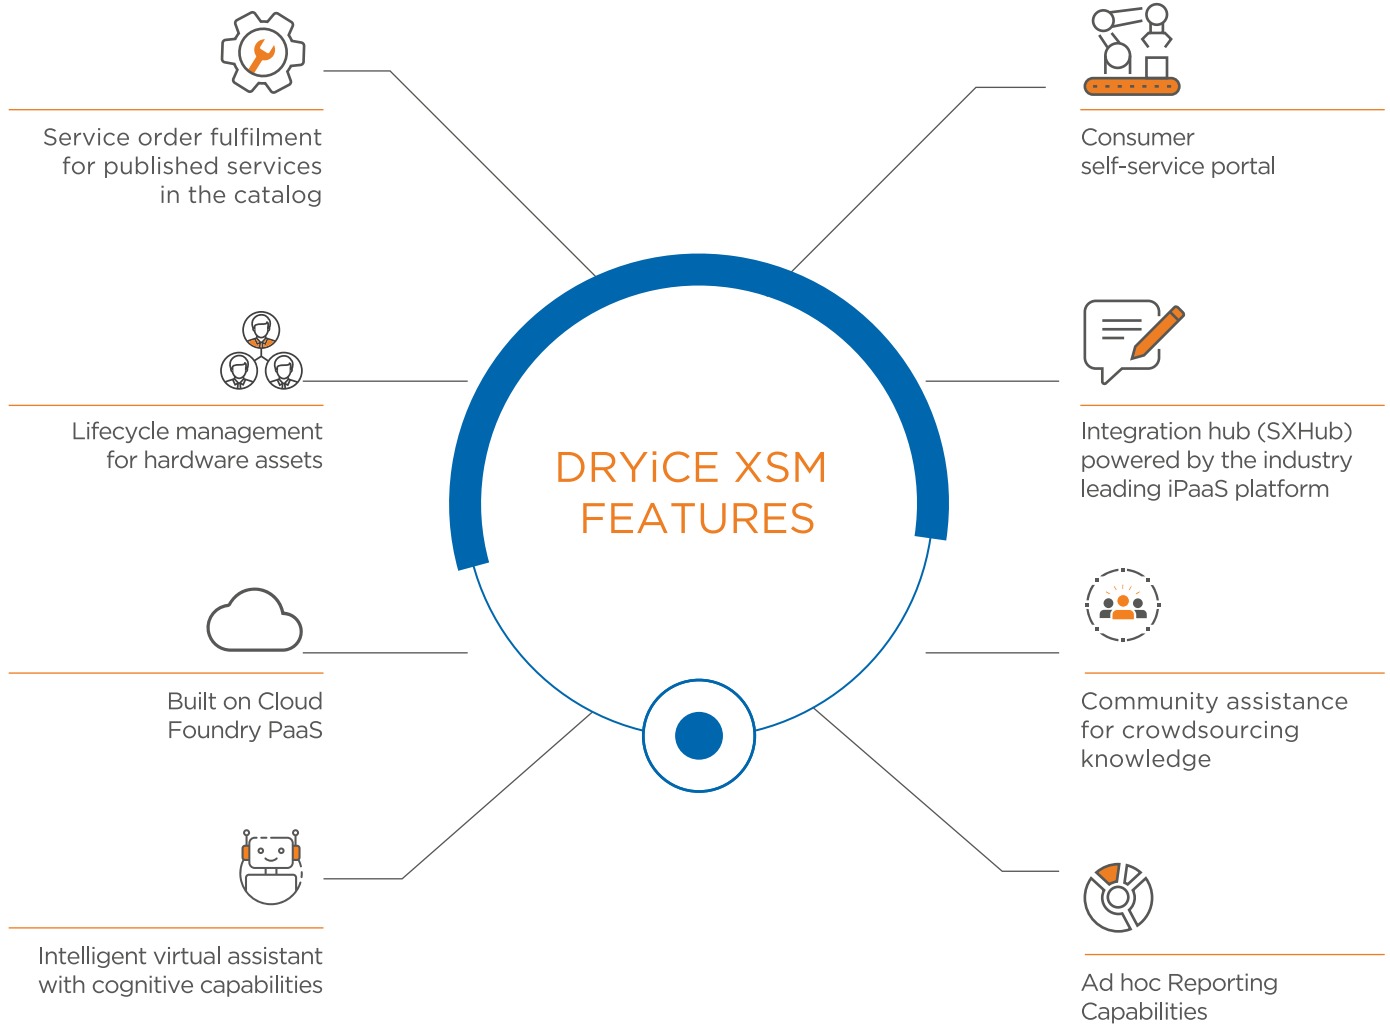 Service order fulfilment
for published services
in the catalog
Consumer
self-service portal
Lifecycle management
for hardware assets
Integration hub (SXHub)
powered by the industry
leading iPaaS platform
DRYiCE XSM
FEATURES
Built on Cloud
Foundry PaaS
Community assistance
for crowdsourcing
knowledge
Intelligent virtual assistant
with cognitive capabilities
Ad hoc Reporting
Capabilities